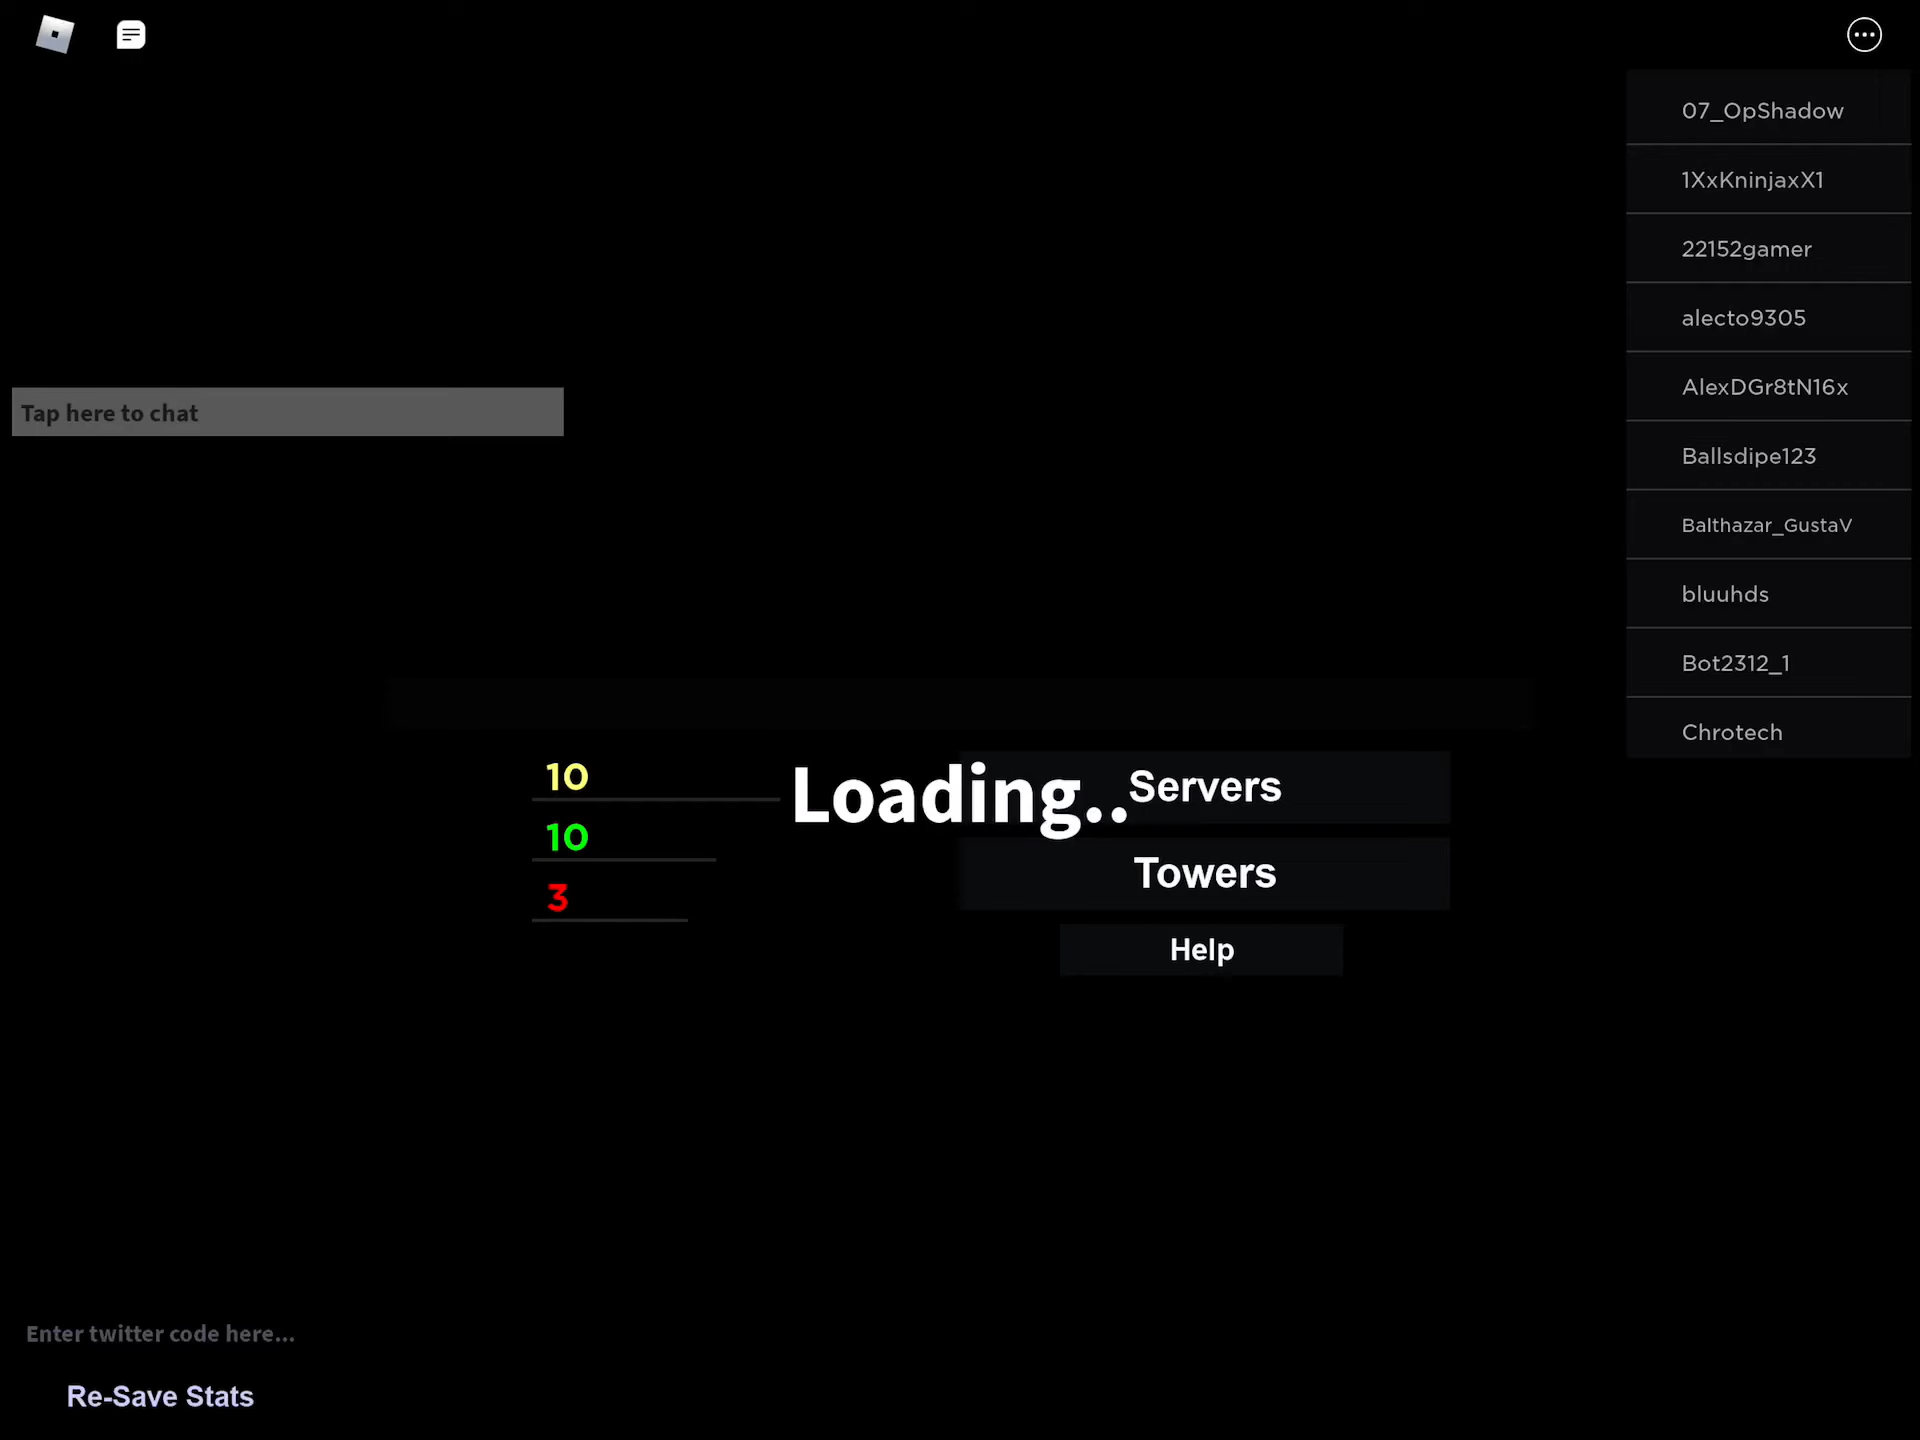 07_OpShadow
1XxKninjaxX1
22152gamer
alecto9305
AlexDGr8tN16x
Tap here to chat
Ballsdipe123
Balthazar_GustaV
bluuhds
Bot2312_1
Chrotech
10
Loading..
Servers
10
Towers
3
Help
Enter twitter code here...
Re-Save Stats